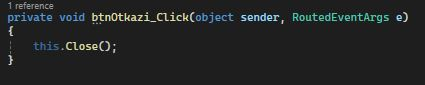 1 reference
private void btnOtkazi_Click(object sender, RoutedEventArgs e)
{
this.Close();
}